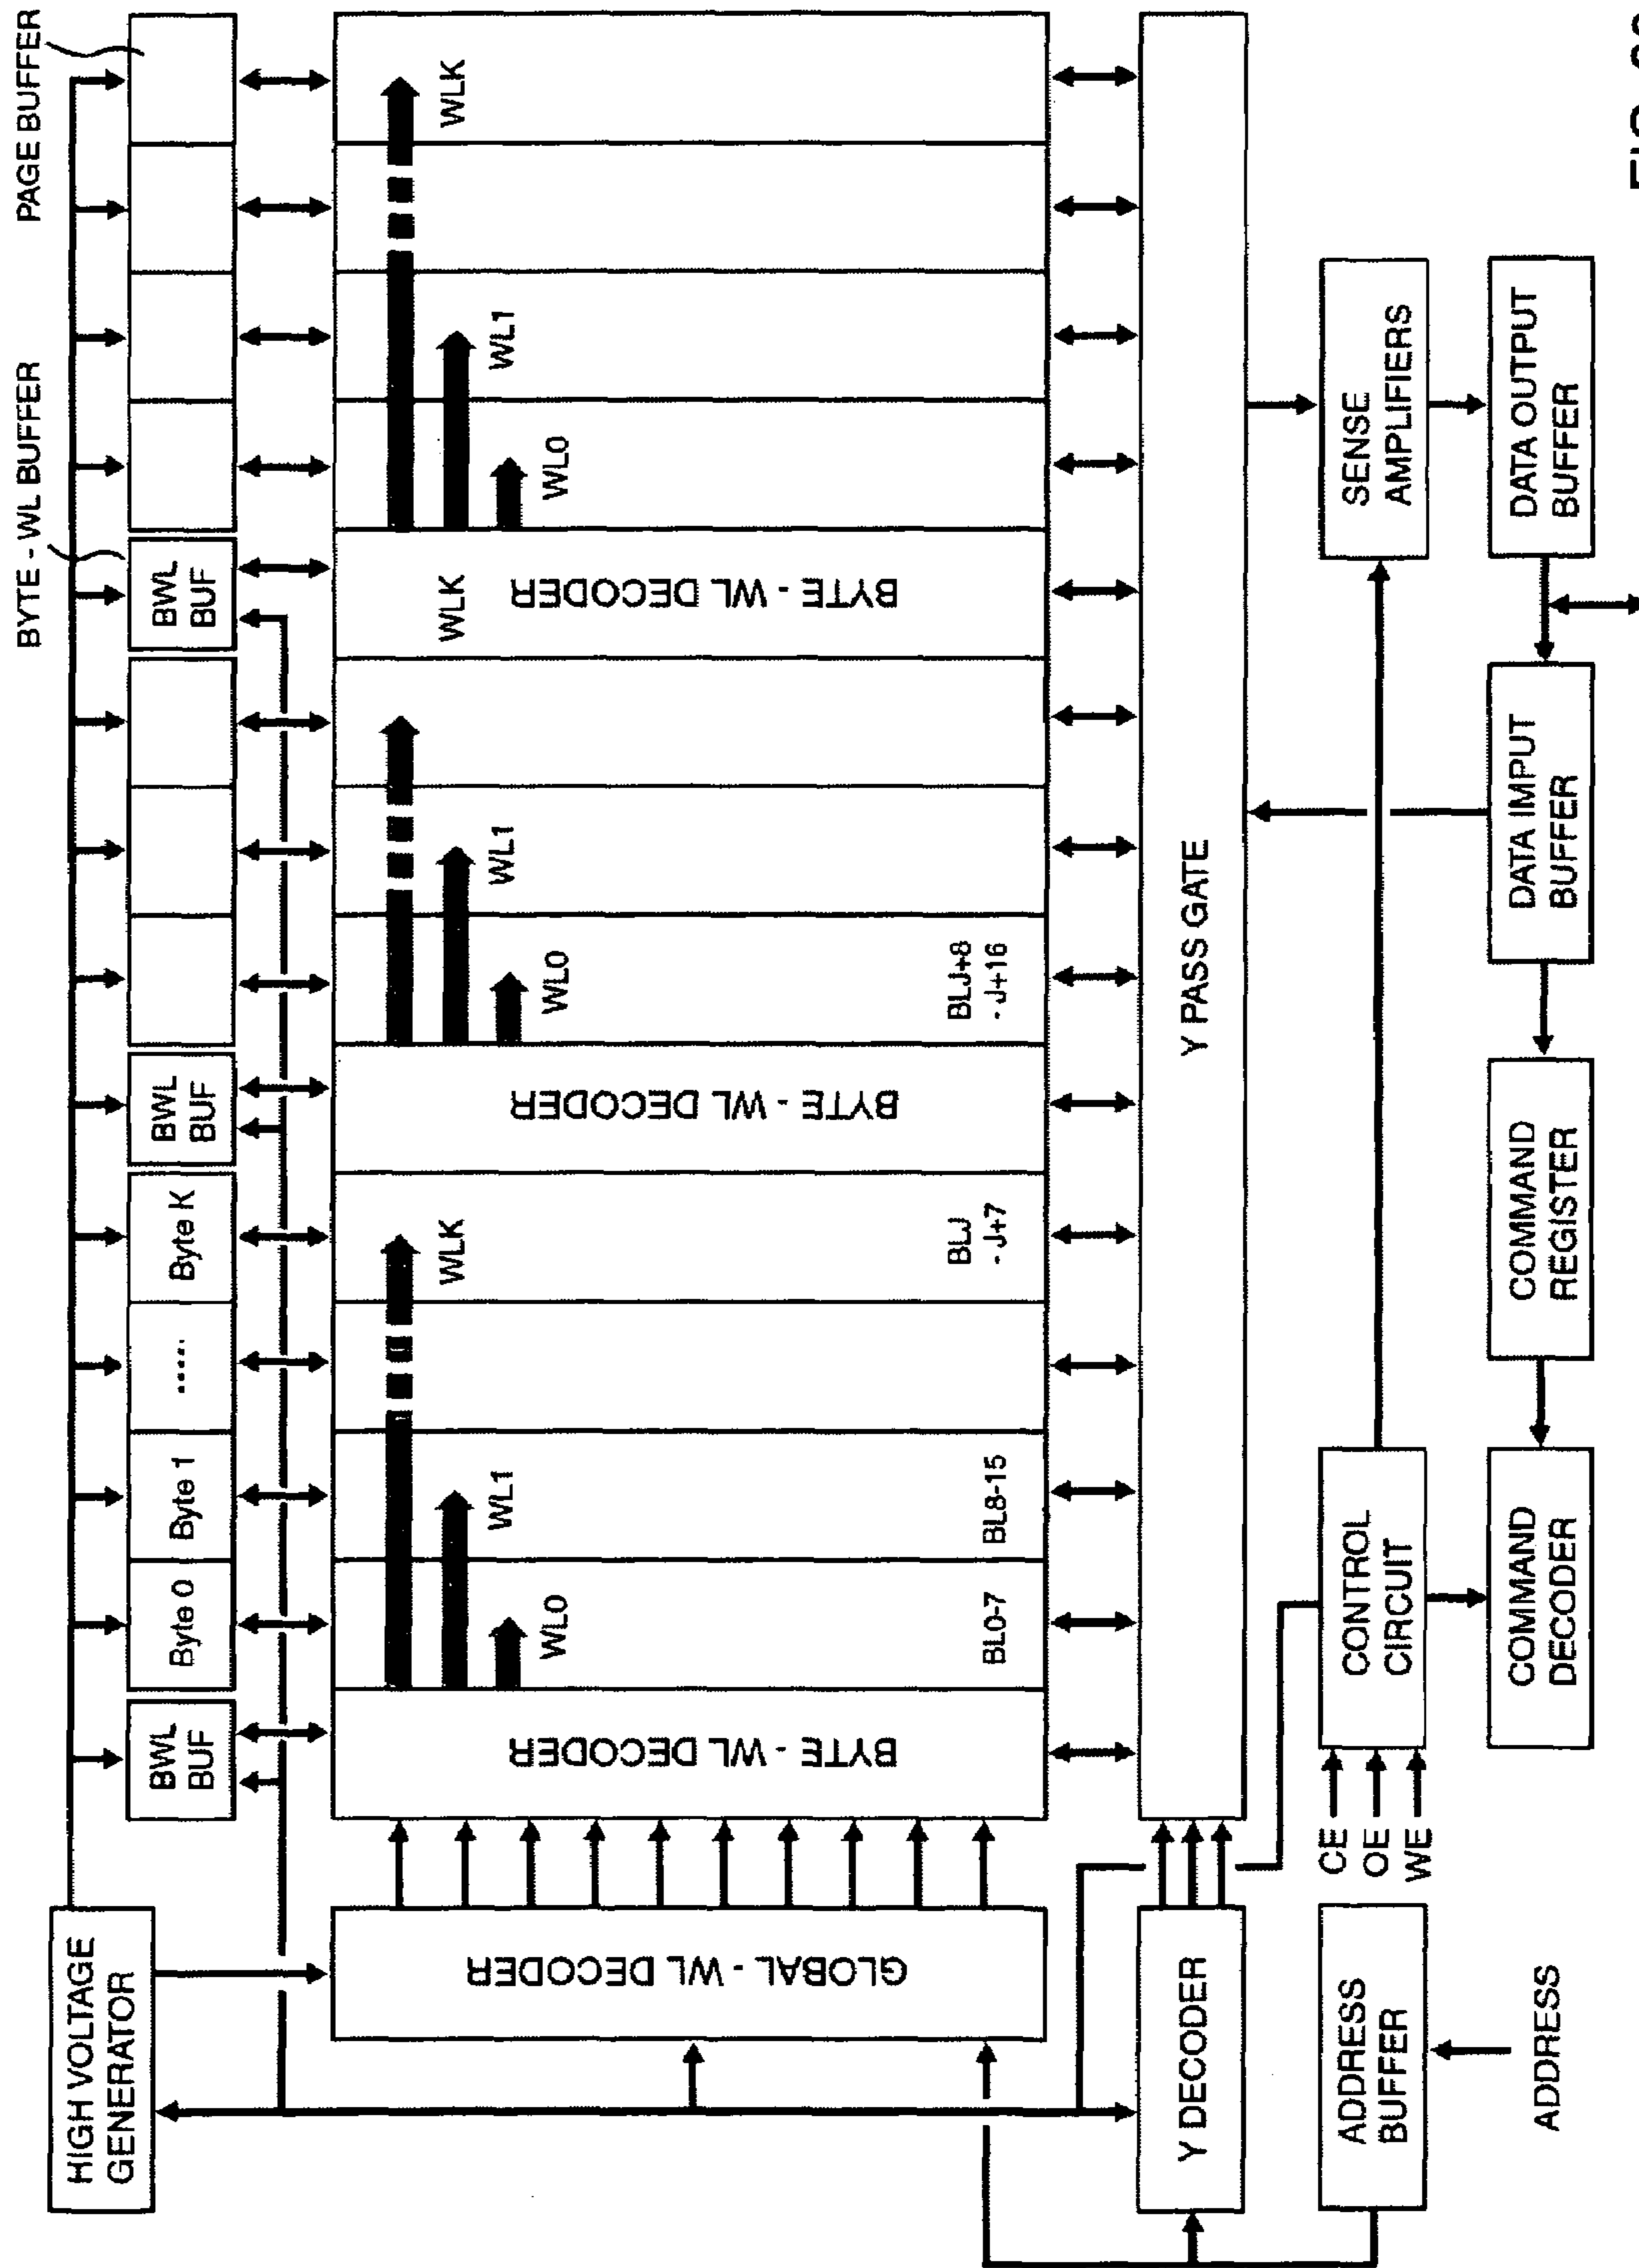 HIGH VOLTAGE
GENERATOR
BYTE - WL BUFFER
PAGE BUFFER
BWL
BUF
Byte 0
Byte 1
.....
Byte K
BWL
BUF
BWL
BUF
GLOBAL - WL DECODER
BYTE - WL DECODER
WLK
WL1
WL0
BL0-7
BL8-15
BLJ
- J+7
BYTE - WL DECODER
WL1
WL0
BLJ+8
- J+16
BYTE - WL DECODER
WLK
WLK
WL1
WL0
Y DECODER
Y PASS GATE
ADDRESS
BUFFER
ADDRESS
CE
OE
WE
CONTROL
CIRCUIT
SENSE
AMPLIFIERS
COMMAND
DECODER
COMMAND
REGISTER
DATA IMPUT
BUFFER
DATA OUTPUT
BUFFER